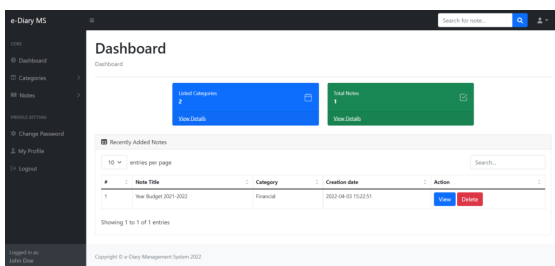 e-Diary MS
Search for note...
CORE
Dashboard
Categories
Notes
PROFILE SETTING
Change Password
My Profile
Logout
Logged in as:
John Doe
Dashboard
Dashboard
Listed Categories
2
View Details
Total Notes
1
View Details
Recently Added Notes
10 entries per page
Search...
# Note Title Category Creation date Action
1 Year Budget 2021-2022 Financial 2022-04-03 15:22:51 View Delete
Showing 1 to 1 of 1 entries
Copyright © e-Diary Management System 2022